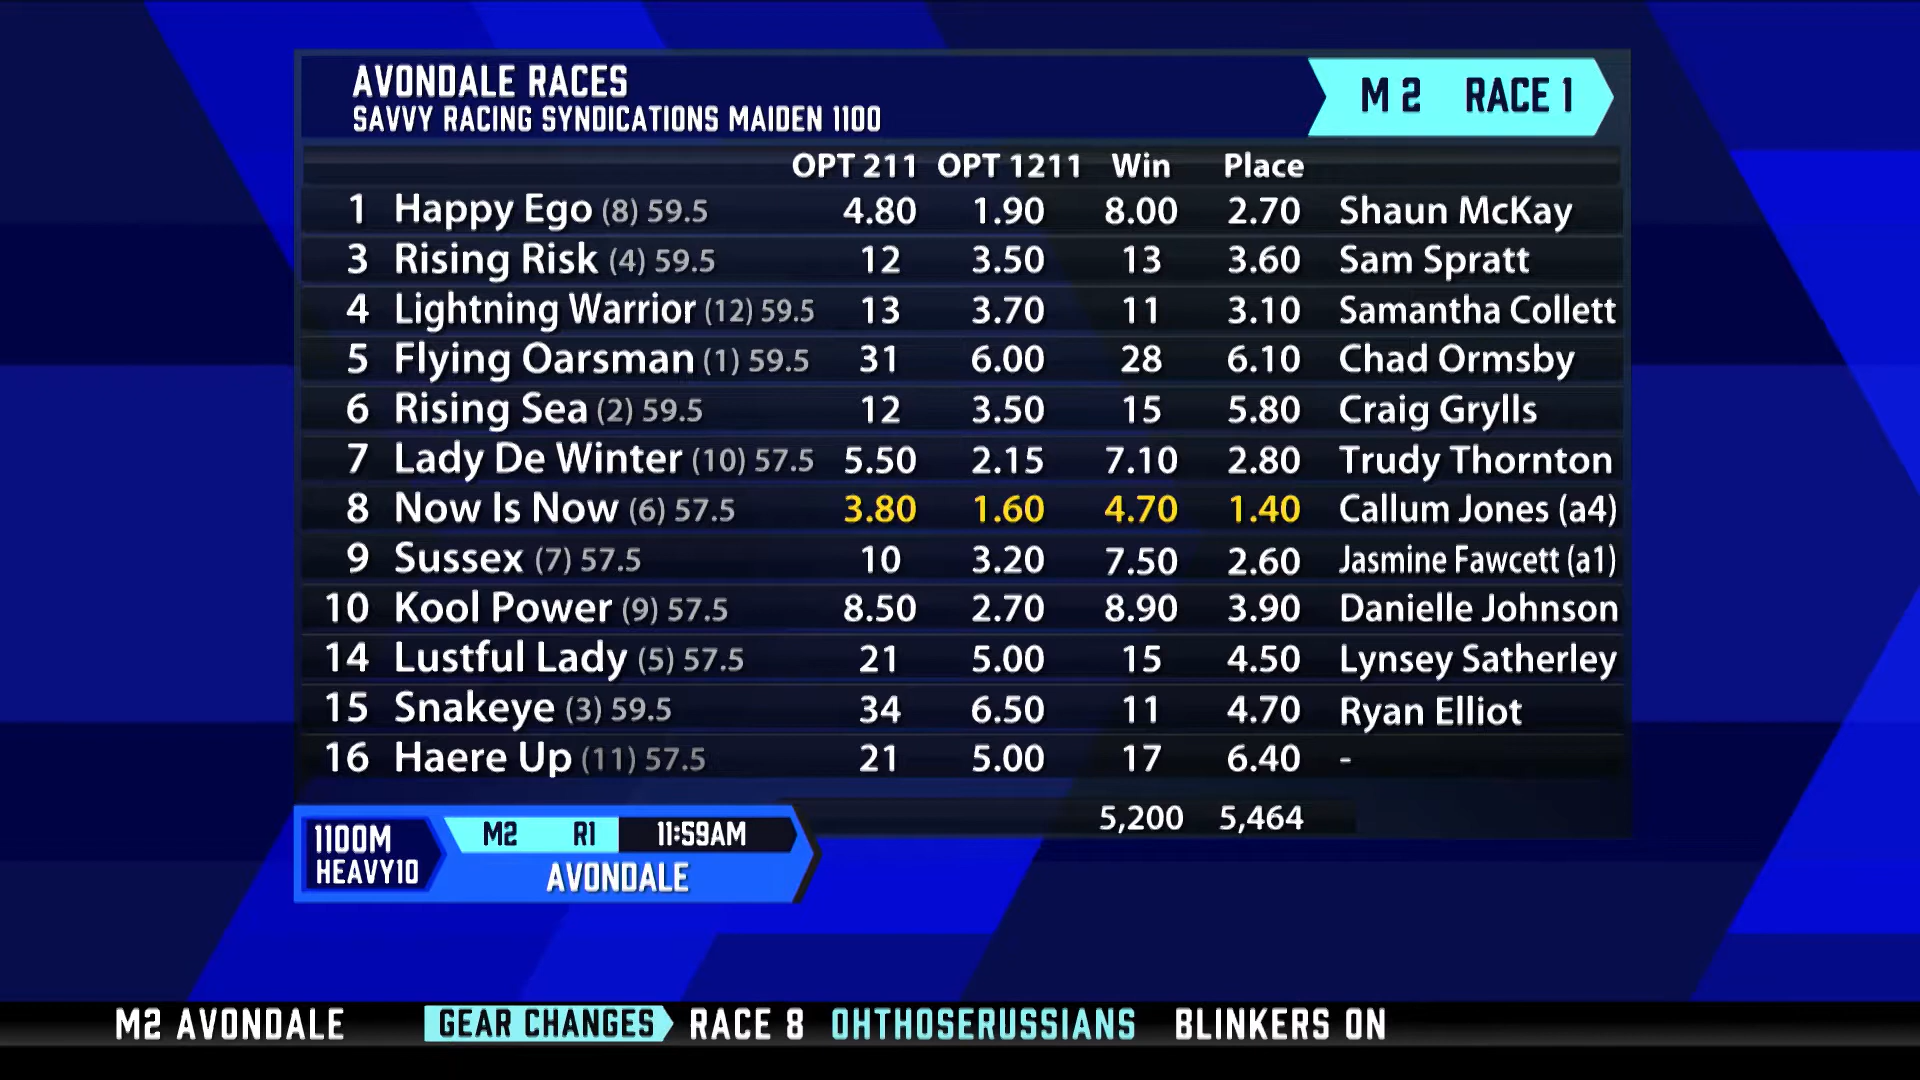 AVONDALE RACES
SAVVY RACING SYNDICATIONS MAIDEN 1100
M 2 RACE 1
OPT 211 OPT 1211 Win Place
1 Happy Ego (8) 59.5 4.80 1.90 8.00 2.70 Shaun McKay
3 Rising Risk (4) 59.5 12 3.50 13 3.60 Sam Spratt
4 Lightning Warrior (12) 59.5 13 3.70 11 3.10 Samantha Collett
5 Flying Oarsman (1) 59.5 31 6.00 28 6.10 Chad Ormsby
6 Rising Sea (2) 59.5 12 3.50 15 5.80 Craig Grylls
7 Lady De Winter (10) 57.5 5.50 2.15 7.10 2.80 Trudy Thornton
8 Now Is Now (6) 57.5 3.80 1.60 4.70 1.40 Callum Jones (a4)
9 Sussex (7) 57.5 10 3.20 7.50 2.60 Jasmine Fawcett (a1)
10 Kool Power (9) 57.5 8.50 2.70 8.90 3.90 Danielle Johnson
14 Lustful Lady (5) 57.5 21 5.00 15 4.50 Lynsey Satherley
15 Snakeye (3) 59.5 34 6.50 11 4.70 Ryan Elliot
16 Haere Up (11) 57.5 21 5.00 17 6.40 -
5,200 5,464
1100M
HEAVY10
M2 R1 11:59AM
AVONDALE
M2 AVONDALE GEAR CHANGES RACE 8 OHTHOSERUSSIANS BLINKERS ON